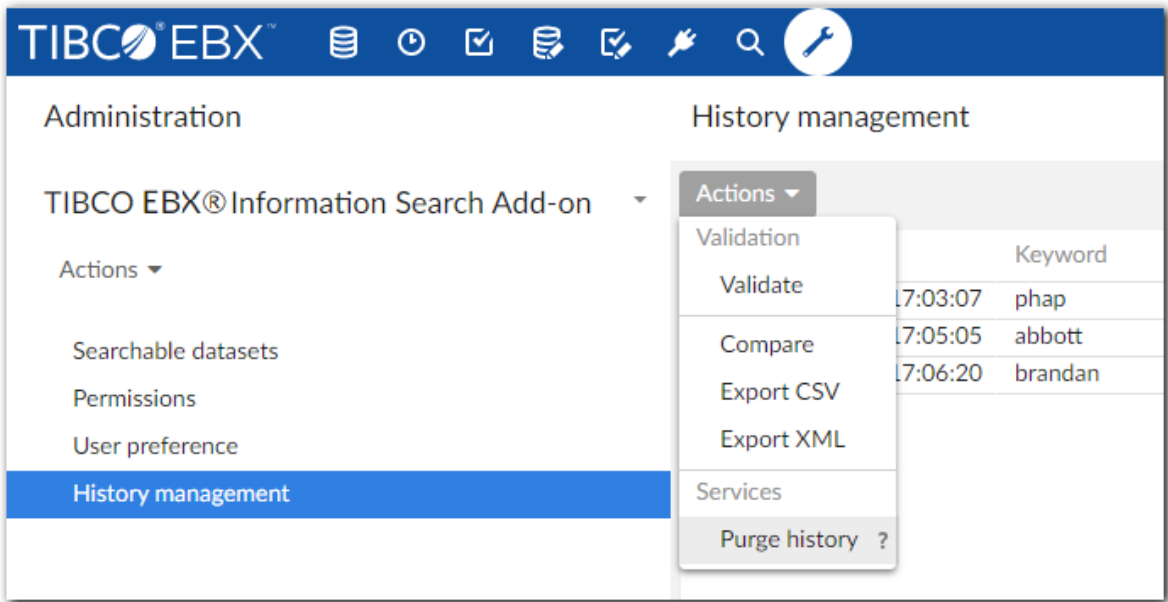 TIBCO® EBX™
Administration
TIBCO EBX® Information Search Add-on
Actions
Searchable datasets
Permissions
User preference
History management
History management
Actions
Validation
Validate
Compare
Export CSV
Export XML
Services
Purge history ?
Keyword
17:03:07 phap
17:05:05 abbott
17:06:20 brandan